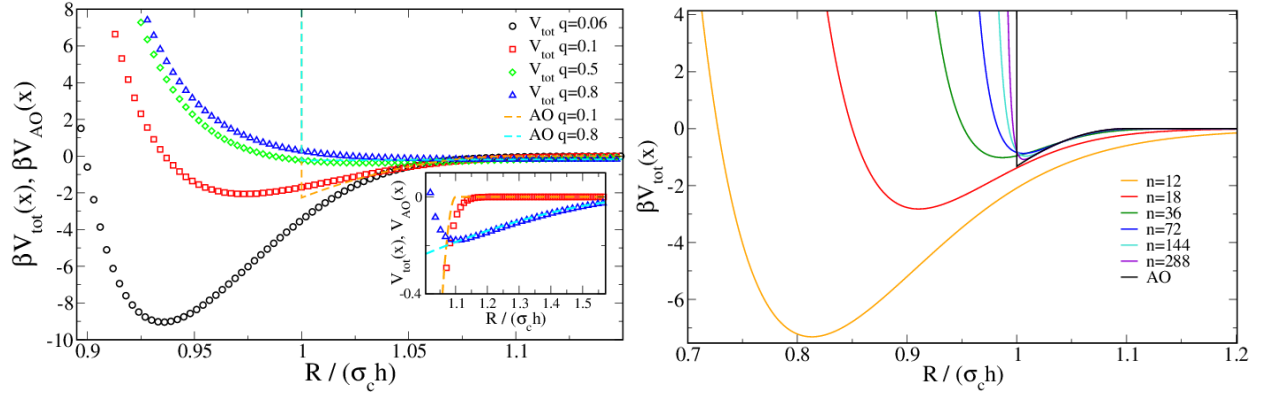 8
6
4
2
0
-2
-4
-6
-8
-10
βV_tot(x), βV_AO(x)
V_tot q=0.06
V_tot q=0.1
V_tot q=0.5
V_tot q=0.8
AO q=0.1
AO q=0.8
0
-0.4
V_tot(x), V_AO(x)
1.1 1.2 1.3 1.4 1.5
R / (σ_c h)
0.9 0.95 1 1.05 1.1
R / (σ_c h)
4
2
0
-2
-4
-6
βV_tot(x)
n=12
n=18
n=36
n=72
n=144
n=288
AO
0.7 0.8 0.9 1 1.1 1.2
R / (σ_c h)